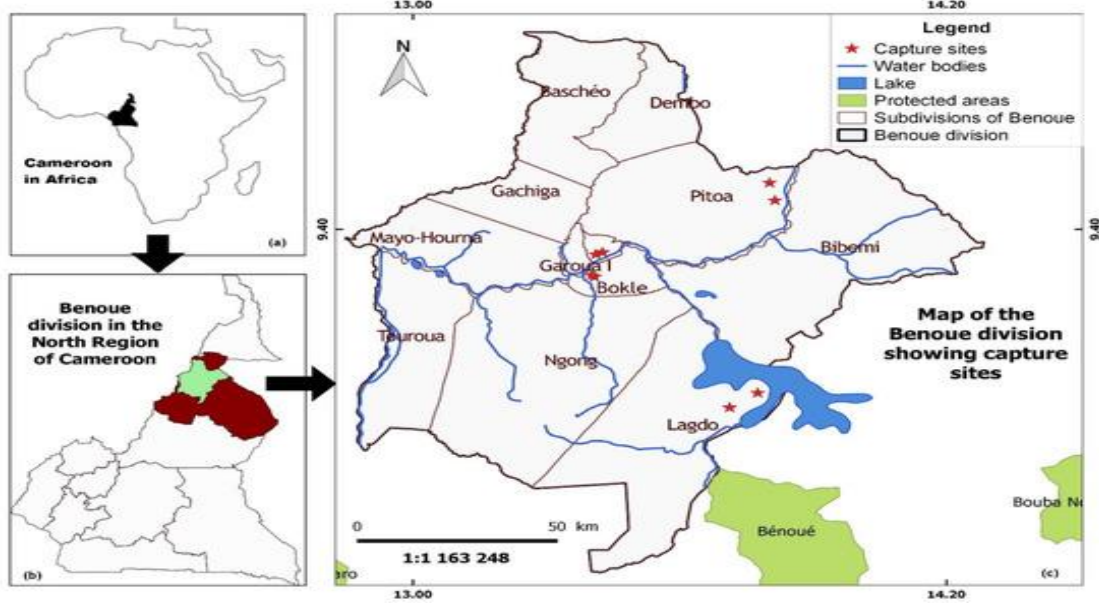 Cameroon
in Africa
(a)
Benoue
division in the
North Region
of Cameroon
(b)
13.00
14.20
N
Legend
Capture sites
Water bodies
Lake
Protected areas
Subdivisions of Benoue
Benoue division
Baschéo
Dembo
Gachiga
Pitoa
9.40
9.40
Mayo-Hourna
Bibemi
Garoua I
Bokle
Touroua
Ngong
Map of the
Benoue division
showing capture
sites
Lagdo
Bouba N
0
50 km
Bénoué
1:1 163 248
aro
(c)
13.00
14.20